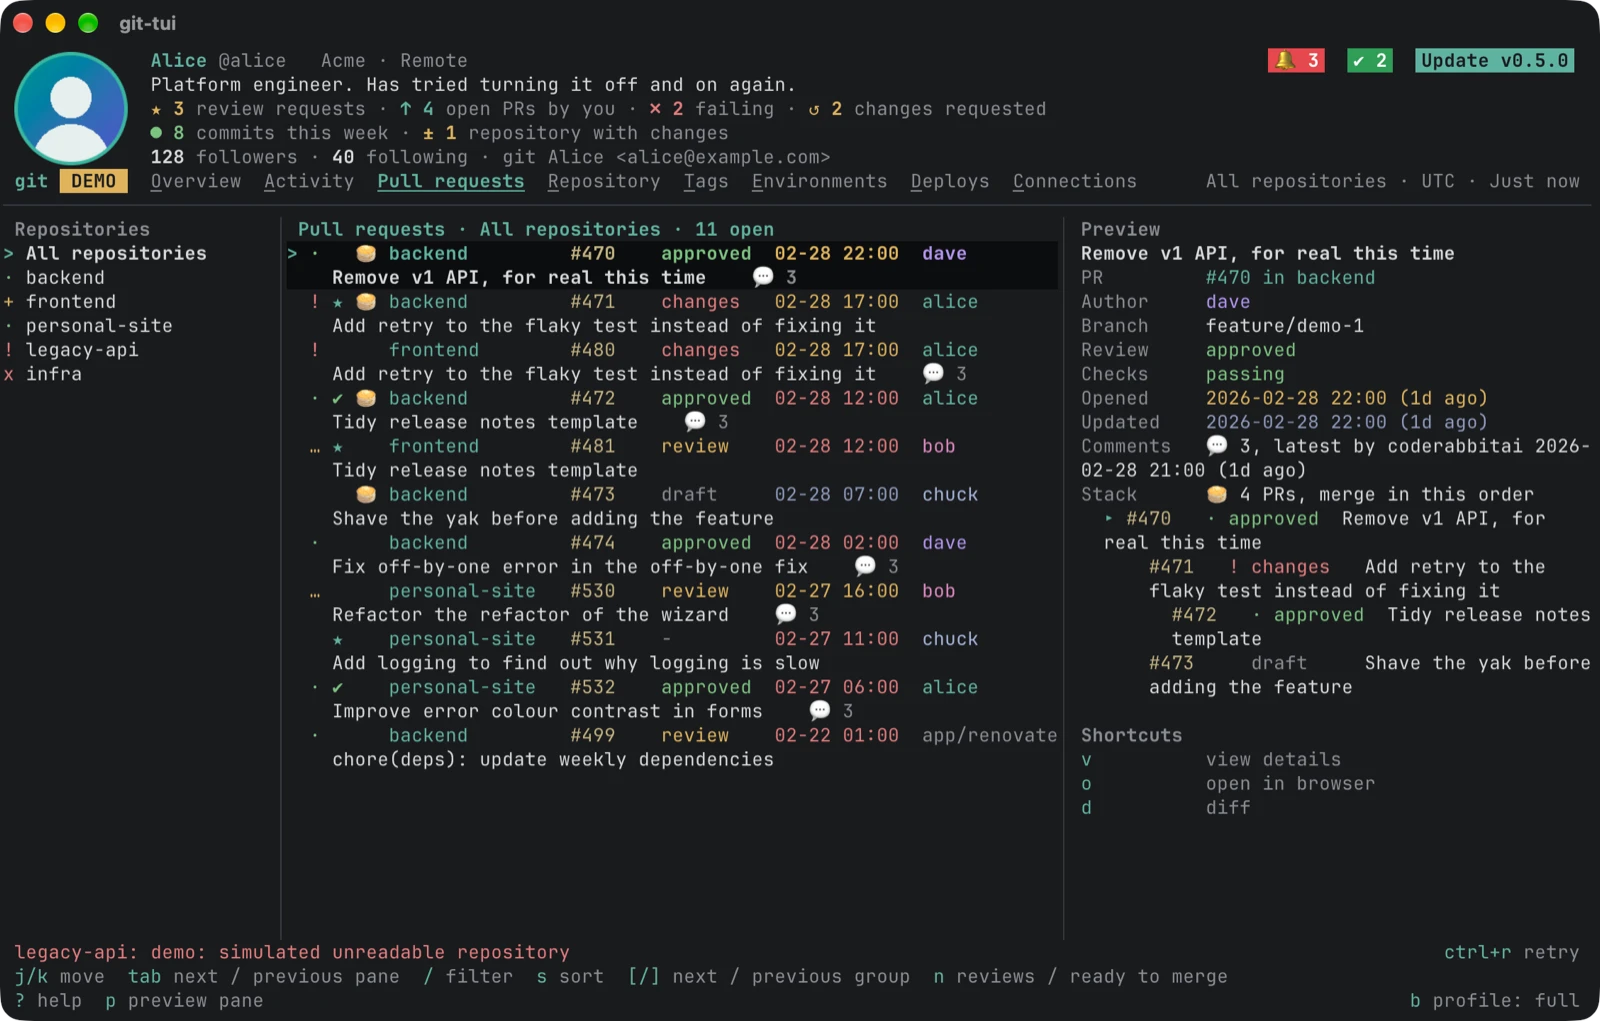 git-tui
Alice @alice Acme · Remote
🔔 3 ✔ 2 Update v0.5.0
Platform engineer. Has tried turning it off and on again.
★ 3 review requests · ↑ 4 open PRs by you · × 2 failing · ↺ 2 changes requested
● 8 commits this week · ± 1 repository with changes
128 followers · 40 following · git Alice <alice@example.com>
git DEMO Overview Activity Pull requests Repository Tags Environments Deploys Connections All repositories · UTC · Just now
Repositories
> All repositories
· backend
+ frontend
· personal-site
! legacy-api
x infra
Pull requests · All repositories · 11 open
> · 🥞 backend #470 approved 02-28 22:00 dave
Remove v1 API, for real this time 💬 3
! ★ 🥞 backend #471 changes 02-28 17:00 alice
Add retry to the flaky test instead of fixing it
! frontend #480 changes 02-28 17:00 alice
Add retry to the flaky test instead of fixing it 💬 3
· ✔ 🥞 backend #472 approved 02-28 12:00 alice
Tidy release notes template 💬 3
… ★ frontend #481 review 02-28 12:00 bob
Tidy release notes template
🥞 backend #473 draft 02-28 07:00 chuck
Shave the yak before adding the feature
· backend #474 approved 02-28 02:00 dave
Fix off-by-one error in the off-by-one fix 💬 3
… personal-site #530 review 02-27 16:00 bob
Refactor the refactor of the wizard 💬 3
★ personal-site #531 - 02-27 11:00 chuck
Add logging to find out why logging is slow
· ✔ personal-site #532 approved 02-27 06:00 alice
Improve error colour contrast in forms 💬 3
· backend #499 review 02-22 01:00 app/renovate
chore(deps): update weekly dependencies
Preview
Remove v1 API, for real this time
PR #470 in backend
Author dave
Branch feature/demo-1
Review approved
Checks passing
Opened 2026-02-28 22:00 (1d ago)
Updated 2026-02-28 22:00 (1d ago)
Comments 💬 3, latest by coderabbitai 2026-
02-28 21:00 (1d ago)
Stack 🥞 4 PRs, merge in this order
▸ #470 · approved Remove v1 API, for
real this time
#471 ! changes Add retry to the
flaky test instead of fixing it
#472 · approved Tidy release notes
template
#473 draft Shave the yak before
adding the feature
Shortcuts
v view details
o open in browser
d diff
legacy-api: demo: simulated unreadable repository ctrl+r retry
j/k move tab next / previous pane / filter s sort [/] next / previous group n reviews / ready to merge
? help p preview pane b profile: full